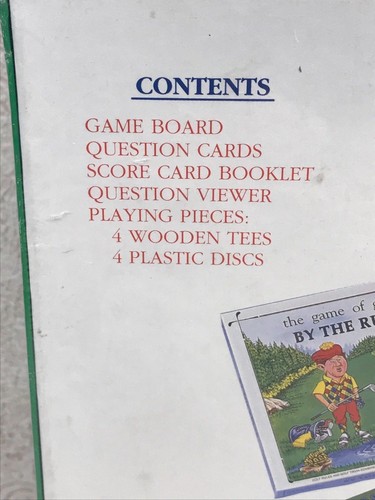 CONTENTS
GAME BOARD
QUESTION CARDS
SCORE CARD BOOKLET
QUESTION VIEWER
PLAYING PIECES:
4 WOODEN TEES
4 PLASTIC DISCS
the game of
BY THE